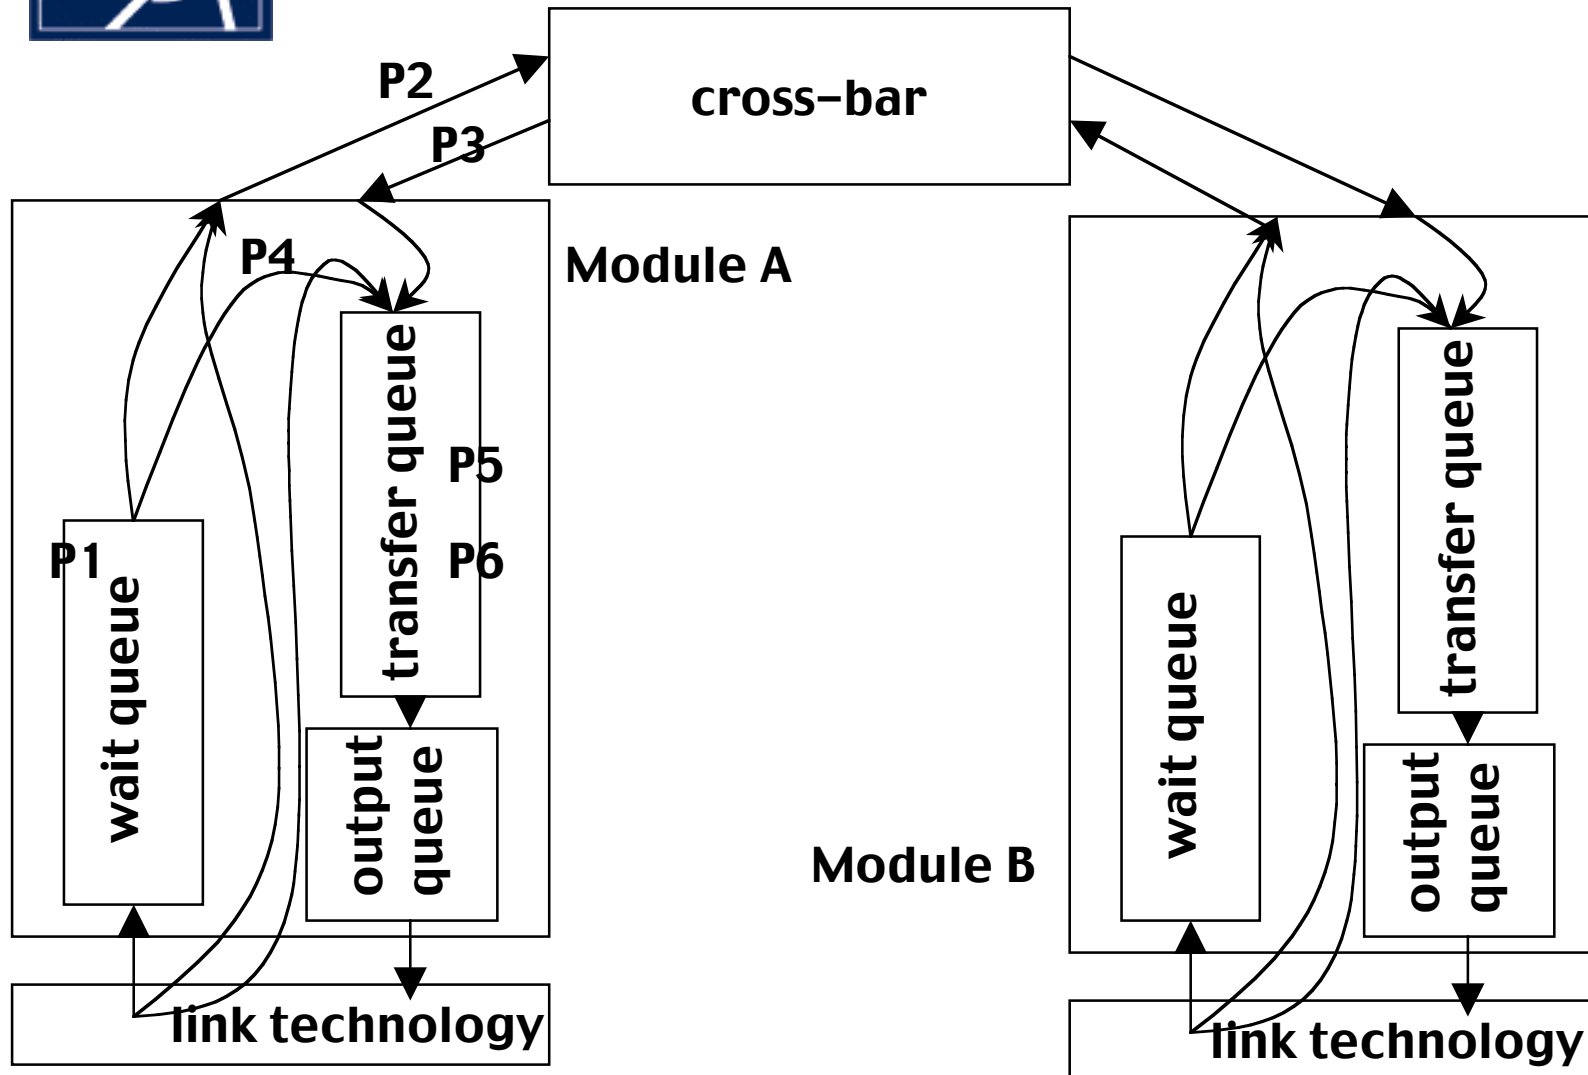 P2
cross-bar
P3
P4
Module A
transfer queue
transfer queue
P5
P1
P6
wait queue
wait queue
output
queue
output
queue
Module B
link technology
link technology